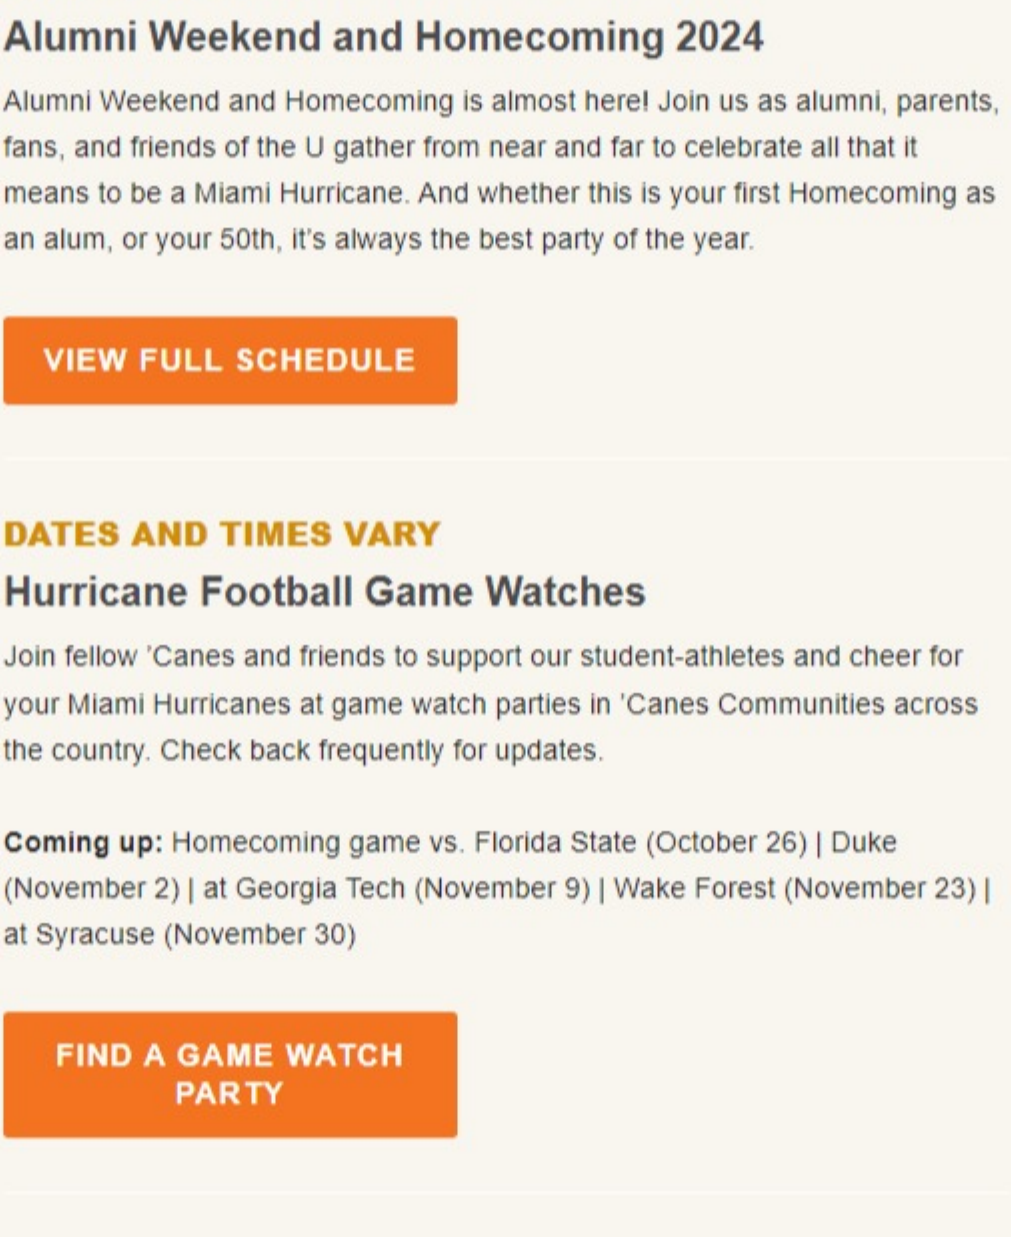 Alumni Weekend and Homecoming 2024
Alumni Weekend and Homecoming is almost here! Join us as alumni, parents,
fans, and friends of the U gather from near and far to celebrate all that it
means to be a Miami Hurricane. And whether this is your first Homecoming as
an alum, or your 50th, it's always the best party of the year.
VIEW FULL SCHEDULE
DATES AND TIMES VARY
Hurricane Football Game Watches
Join fellow 'Canes and friends to support our student-athletes and cheer for
your Miami Hurricanes at game watch parties in 'Canes Communities across
the country. Check back frequently for updates.
Coming up: Homecoming game vs. Florida State (October 26) | Duke
(November 2) | at Georgia Tech (November 9) | Wake Forest (November 23) |
at Syracuse (November 30)
FIND A GAME WATCH
PARTY